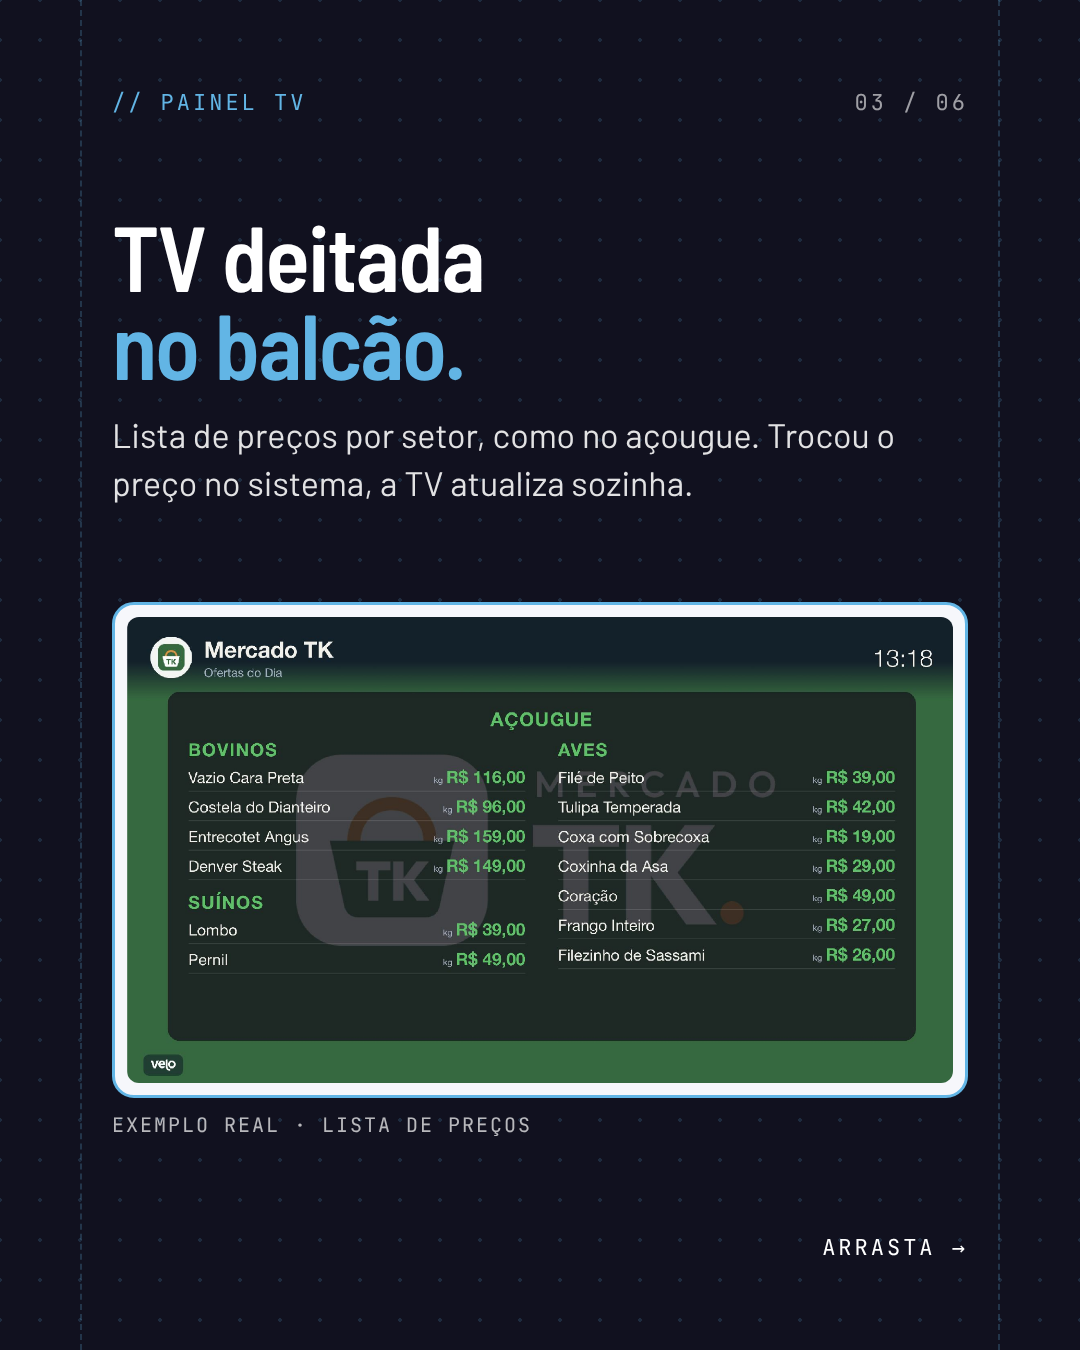 // PAINEL TV
03 / 06
TV deitada
no balcão.
Lista de preços por setor, como no açougue. Trocou o
preço no sistema, a TV atualiza sozinha.
TK
Mercado TK
Ofertas co Dia
13:18
AÇOUGUE
BOVINOS
Vazio Cara Preta kg R$ 116,00
Costela do Dianteiro kg R$ 96,00
Entrecotet Angus kg R$ 159,00
Denver Steak kg R$ 149,00
SUÍNOS
Lombo kg R$ 39,00
Pernil kg R$ 49,00
AVES
Filé de Peito kg R$ 39,00
Tulipa Temperada kg R$ 42,00
Coxa com Sobrecoxa kg R$ 19,00
Coxinha da Asa kg R$ 29,00
Coração kg R$ 49,00
Frango Inteiro kg R$ 27,00
Filezinho de Sassami kg R$ 26,00
TK
MERCADO
TK.
velo
EXEMPLO REAL · LISTA DE PREÇOS
ARRASTA →